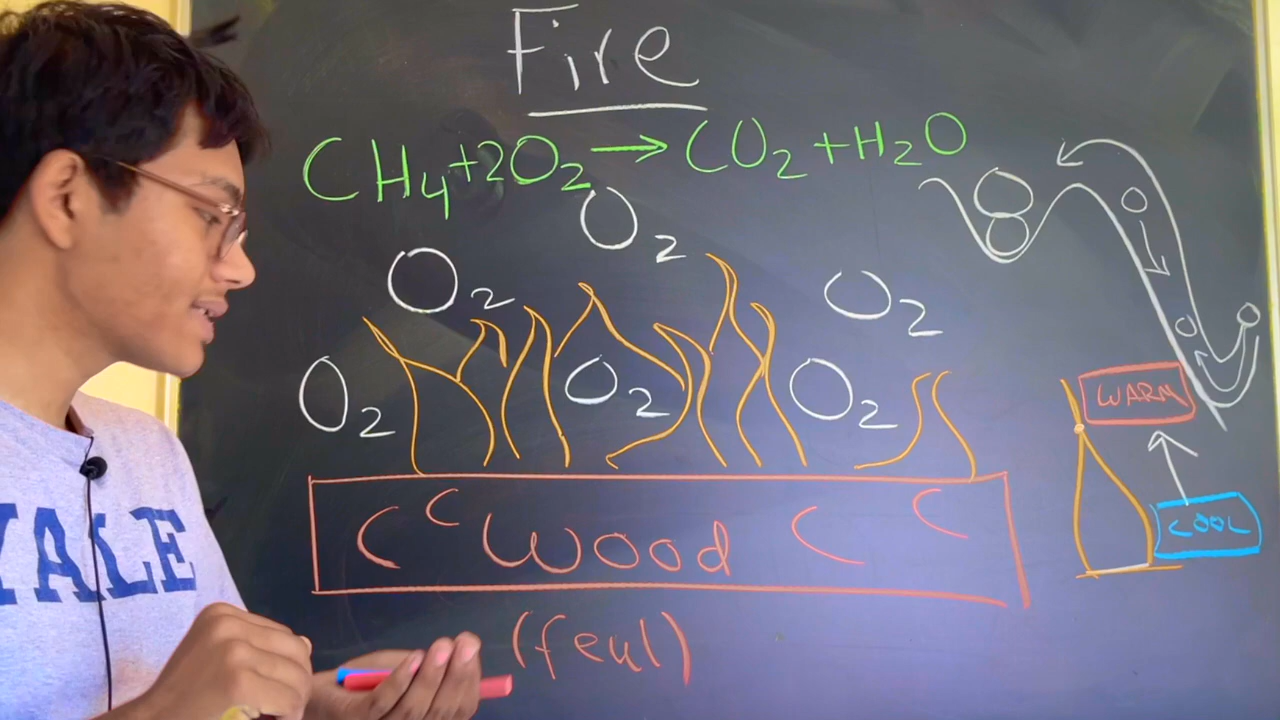 Fire
CH₄+2O₂→CO₂+H₂O
O₂
O₂
O₂
O₂
O₂
O₂
WARM
COOL
C C Wood C C
(feul)
YALE